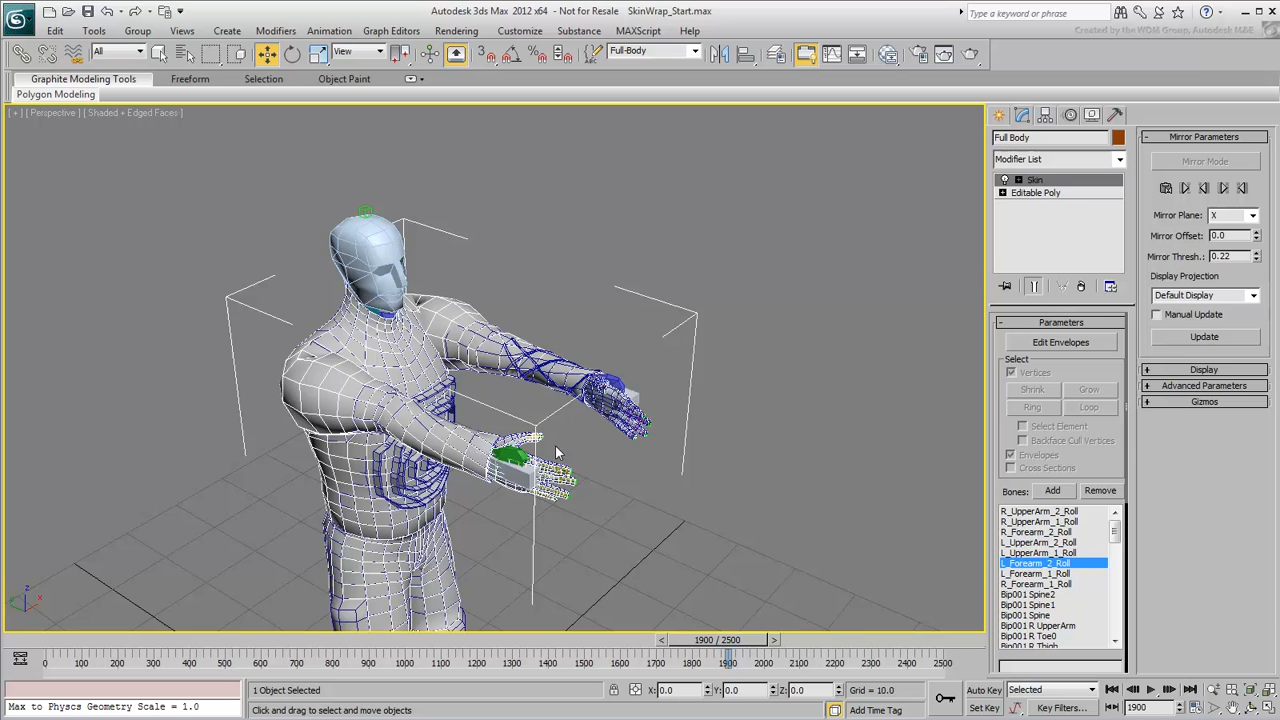 Autodesk 3ds Max 2012 x64 - Not for Resale SkinWrap_Start.max
Type a keyword or phrase
Created by the WDM Group, Autodesk M&E
Edit Tools Group Views Create Modifiers Animation Graph Editors Rendering Customize Substance MAXScript Help
All View 3 % Full-Body
Graphite Modeling Tools Freeform Selection Object Paint
Polygon Modeling
[ + ] [ Perspective ] [ Shaded + Edged Faces ]
Full Body
Modifier List
Skin
Editable Poly
- Parameters
Edit Envelopes
Select
Vertices
Shrink Grow
Ring Loop
Select Element
Backface Cull Vertices
Envelopes
Cross Sections
Bones: Add Remove
R_UpperArm_2_Roll
R_UpperArm_1_Roll
R_Forearm_2_Roll
L_UpperArm_2_Roll
L_UpperArm_1_Roll
L_Forearm_2_Roll
L_Forearm_1_Roll
R_Forearm_1_Roll
Bip001 Spine2
Bip001 Spine1
Bip001 Spine
Bip001 R UpperArm
Bip001 R Toe0
Bip001 R Thigh
- Mirror Parameters
Mirror Mode
Mirror Plane: X
Mirror Offset: 0.0
Mirror Thresh.: 0.22
Display Projection
Default Display
Manual Update
Update
+ Display
+ Advanced Parameters
+ Gizmos
z
x
< 1900 / 2500 >
0 100 200 300 400 500 600 700 800 900 1000 1100 1200 1300 1400 1500 1600 1700 1800 1900 2000 2100 2200 2300 2400 2500
1 Object Selected X: 0.0 Y: 0.0 Z: 0.0 Grid = 10.0 Auto Key Selected
Max to Physcs Geometry Scale = 1.0 Click and drag to select and move objects Add Time Tag Set Key Key Filters... 1900